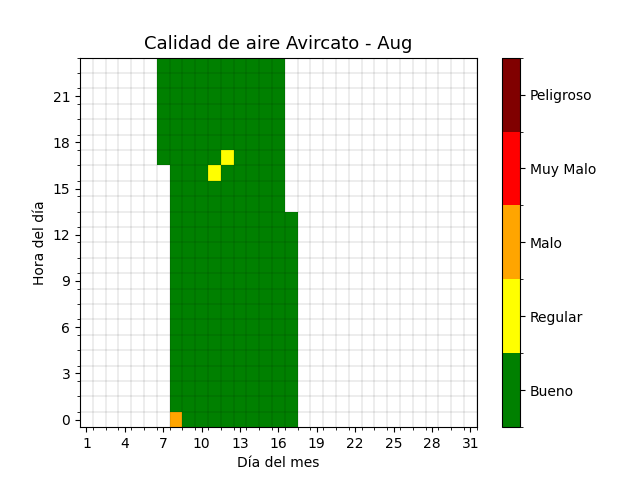 Calidad de aire Avircato - Aug
Hora del día
21
18
15
12
9
6
3
0
1 4 7 10 13 16 19 22 25 28 31
Día del mes
Peligroso
Muy Malo
Malo
Regular
Bueno